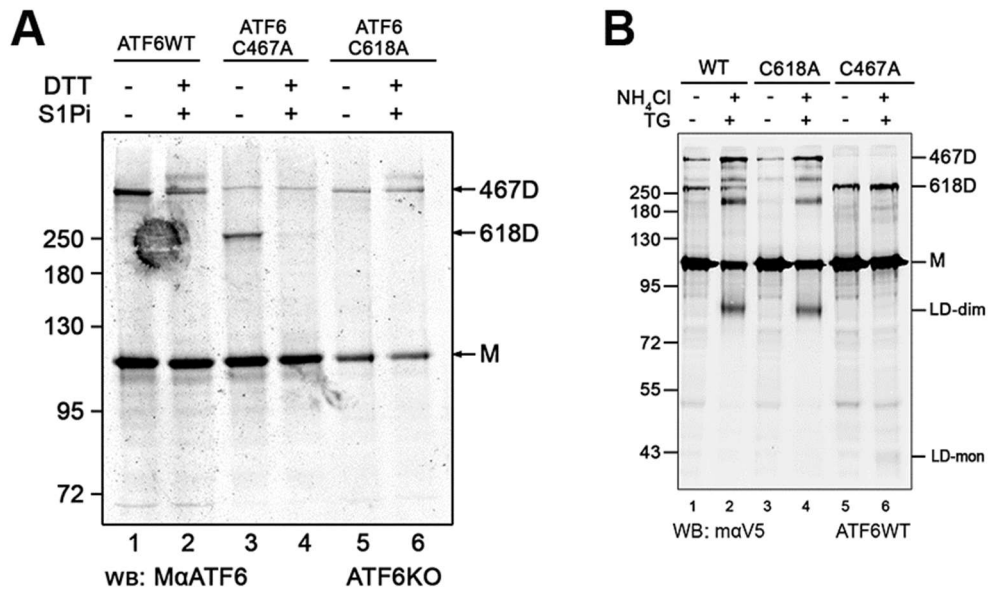 A
ATF6WT
ATF6 C467A
ATF6 C618A
DTT - + - + - +
S1Pi - + - + - +
467D
250
618D
180
130
M
95
72
1 2 3 4 5 6
WB: MαATF6 ATF6KO
B
WT C618A C467A
NH4Cl - + - + - +
TG - + - + - +
467D
250
618D
180
130
M
95
LD-dim
72
55
43
LD-mon
1 2 3 4 5 6
WB: mαV5 ATF6WT